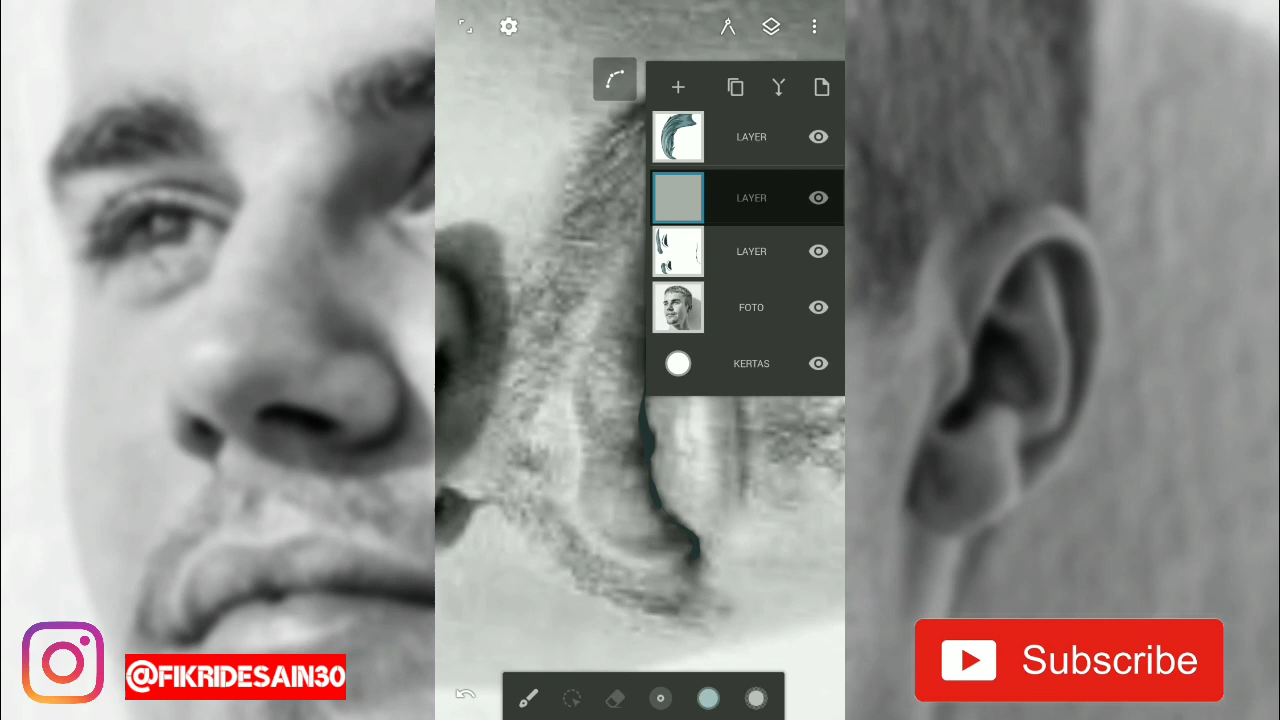 LAYER
LAYER
LAYER
FOTO
KERTAS
@FIKRIDESAIN30
Subscribe